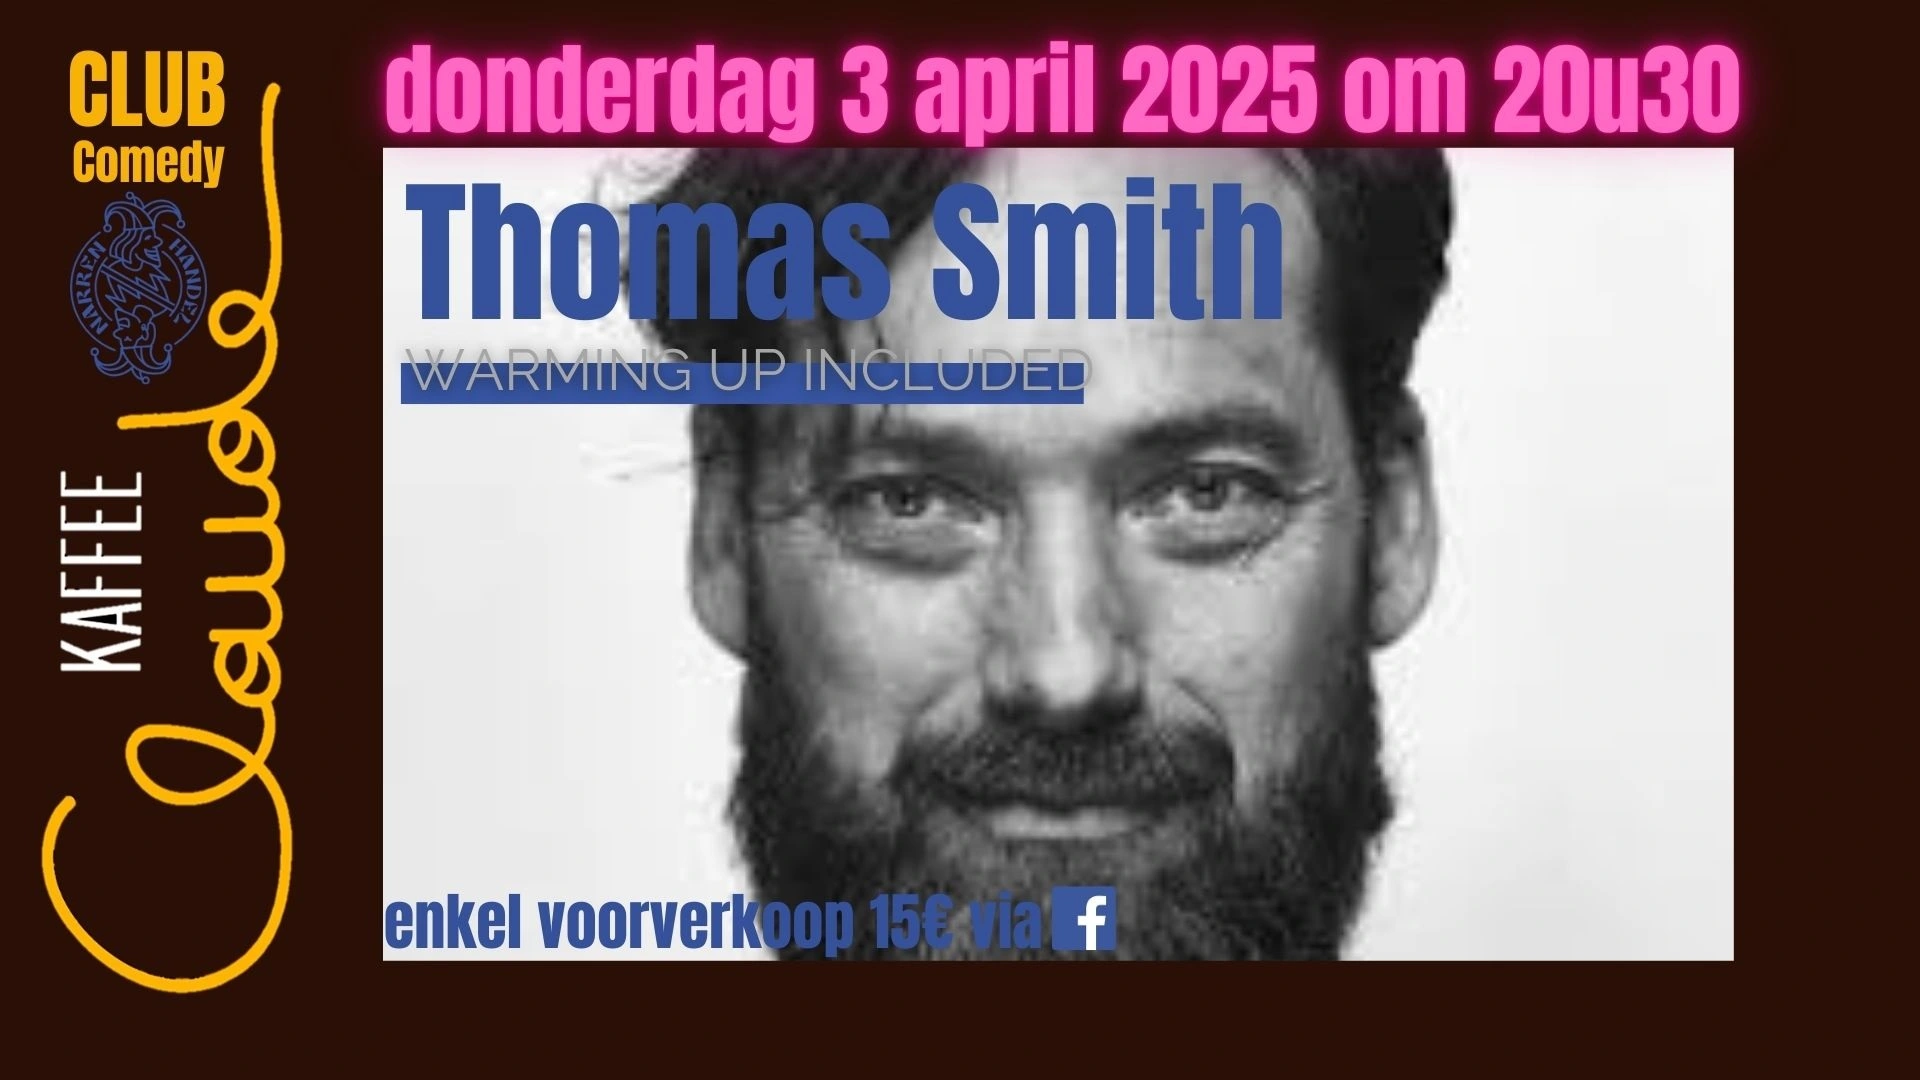 CLUB
Comedy
NARREN
HANDEL
KAFFEE
Claude
donderdag 3 april 2025 om 20u30
Thomas Smith
WARMING UP INCLUDED
enkel voorverkoop 15€ via f